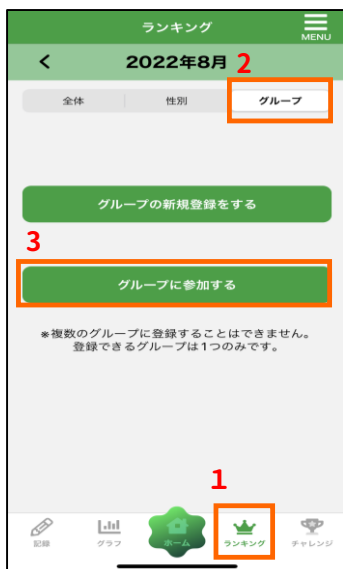 ランキング
MENU
< 2022年8月 2
全体 性別 グループ
グループの新規登録をする
3
グループに参加する
※複数のグループに登録することはできません。
登録できるグループは1つのみです。
1
記録 グラフ ホーム ランキング チャレンジ